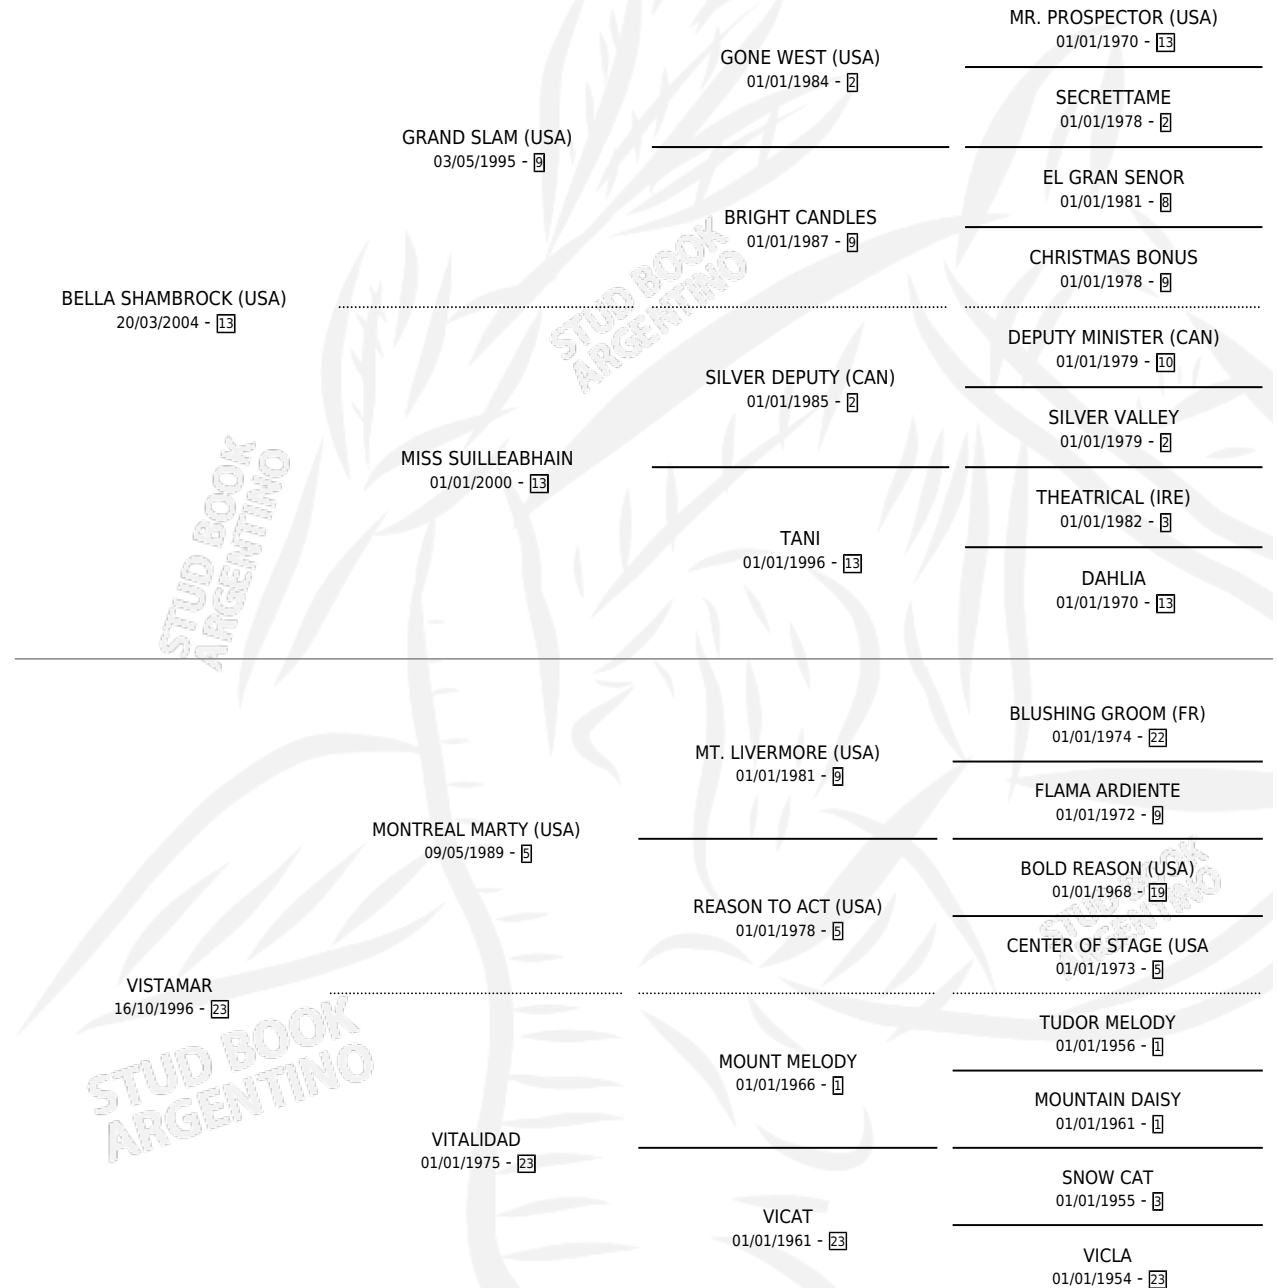 MR. PROSPECTOR (USA)
01/01/1970 - 13
GONE WEST (USA)
01/01/1984 - 2
SECRETTAME
01/01/1978 - 2
GRAND SLAM (USA)
03/05/1995 - 9
EL GRAN SENOR
01/01/1981 - 8
BRIGHT CANDLES
01/01/1987 - 9
CHRISTMAS BONUS
01/01/1978 - 9
BELLA SHAMBROCK (USA)
20/03/2004 - 13
STUD BOOK
ARGENTINO
DEPUTY MINISTER (CAN)
01/01/1979 - 10
SILVER DEPUTY (CAN)
01/01/1985 - 2
SILVER VALLEY
01/01/1979 - 2
MISS SUILLEABHAIN
01/01/2000 - 13
THEATRICAL (IRE)
01/01/1982 - 3
TANI
01/01/1996 - 13
DAHLIA
01/01/1970 - 13
STUD BOOK
ARGENTINO
BLUSHING GROOM (FR)
01/01/1974 - 22
MT. LIVERMORE (USA)
01/01/1981 - 9
FLAMA ARDIENTE
01/01/1972 - 9
MONTREAL MARTY (USA)
09/05/1989 - 5
BOLD REASON (USA)
01/01/1968 - 19
REASON TO ACT (USA)
01/01/1978 - 5
STUD BOOK
ARGENTINO
CENTER OF STAGE (USA
01/01/1973 - 5
VISTAMAR
16/10/1996 - 23
TUDOR MELODY
01/01/1956 - 1
STUD BOOK
ARGENTINO
MOUNT MELODY
01/01/1966 - 1
MOUNTAIN DAISY
01/01/1961 - 1
VITALIDAD
01/01/1975 - 23
SNOW CAT
01/01/1955 - 3
VICAT
01/01/1961 - 23
VICLA
01/01/1954 - 23